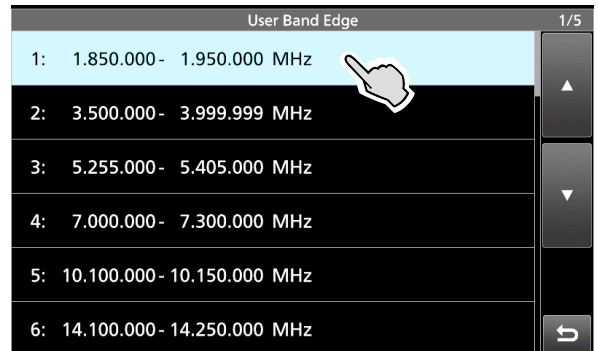 User Band Edge 1/5
1: 1.850.000 - 1.950.000 MHz
2: 3.500.000 - 3.999.999 MHz
3: 5.255.000 - 5.405.000 MHz
4: 7.000.000 - 7.300.000 MHz
5: 10.100.000 - 10.150.000 MHz
6: 14.100.000 - 14.250.000 MHz